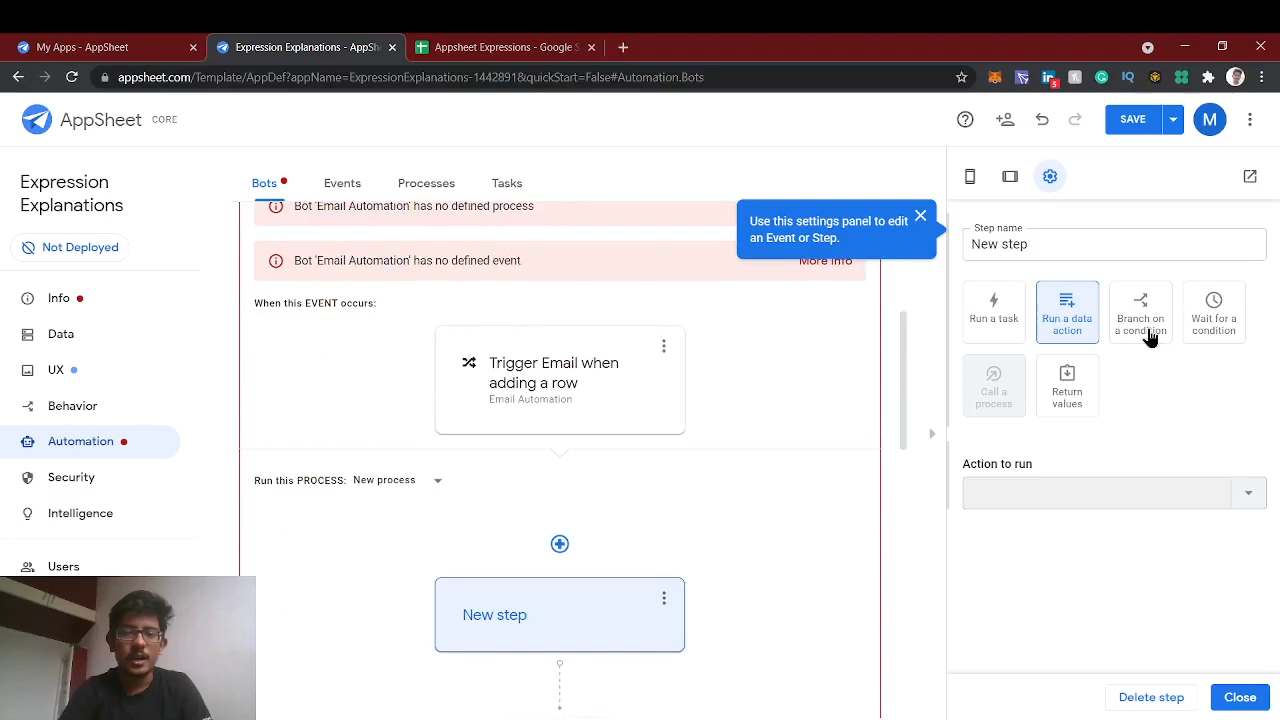 My Apps - AppSheet
Expression Explanations - AppSh
Appsheet Expressions - Google S
appsheet.com/Template/AppDef?appName=ExpressionExplanations-1442891&quickStart=False#Automation.Bots
5
AppSheet CORE
SAVE
M
Expression
Explanations
Not Deployed
Info
Data
UX
Behavior
Automation
Security
Intelligence
Users
Bots
Events
Processes
Tasks
Bot 'Email Automation' has no defined process
Bot 'Email Automation' has no defined event
More Info
Use this settings panel to edit
an Event or Step.
When this EVENT occurs:
Trigger Email when
adding a row
Email Automation
Run this PROCESS: New process
New step
Step name
New step
Run a task
Run a data
action
Branch on
a condition
Wait for a
condition
Call a
process
Return
values
Action to run
Delete step
Close